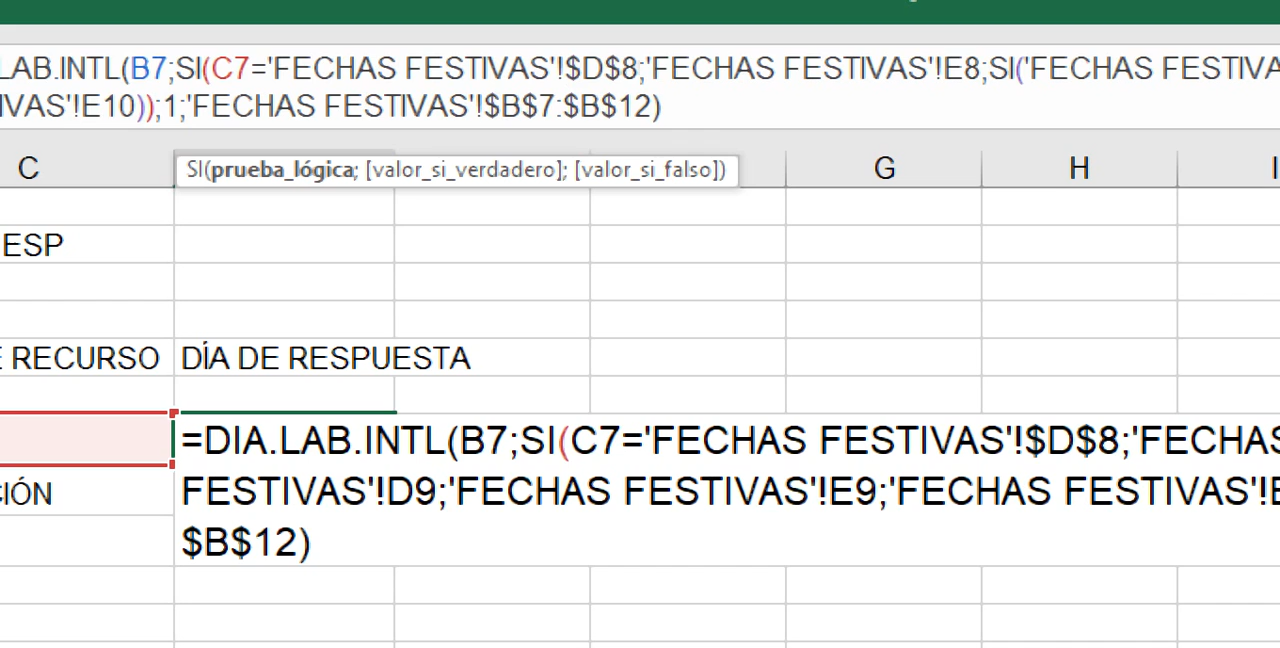 LAB.INTL(B7;SI(C7='FECHAS FESTIVAS'!$D$8;'FECHAS FESTIVAS'!E8;SI('FECHAS FESTIVA
IVAS'!E10));1;'FECHAS FESTIVAS'!$B$7:$B$12)
C G H I
SI(prueba_lógica; [valor_si_verdadero]; [valor_si_falso])
ESP
E RECURSO DÍA DE RESPUESTA
=DIA.LAB.INTL(B7;SI(C7='FECHAS FESTIVAS'!$D$8;'FECHAS
CIÓN FESTIVAS'!D9;'FECHAS FESTIVAS'!E9;'FECHAS FESTIVAS'!E
$B$12)